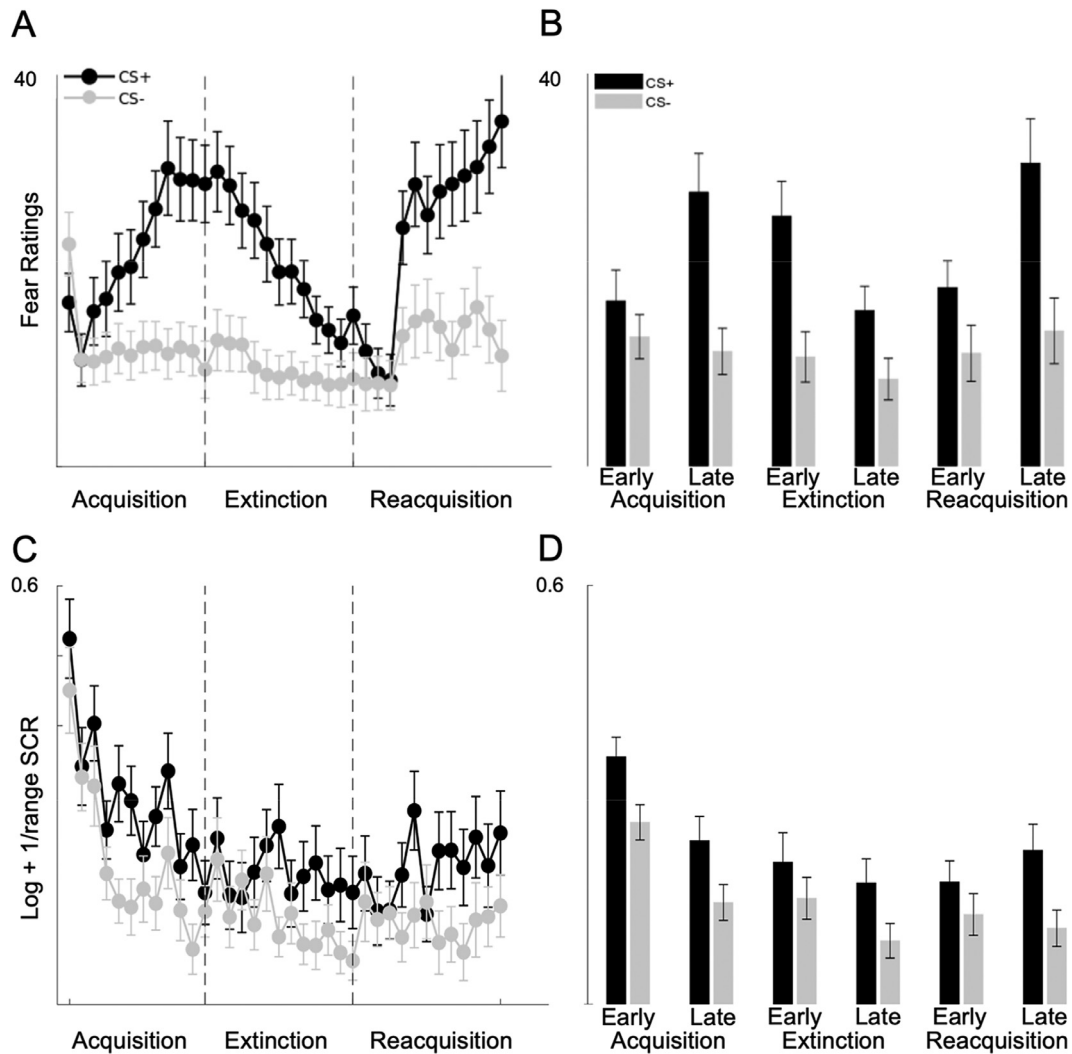 A
40
CS+
CS-
Fear Ratings
Acquisition Extinction Reacquisition
B
40
CS+
CS-
Early Late Early Late Early Late
Acquisition Extinction Reacquisition
C
0.6
Log + 1/range SCR
Acquisition Extinction Reacquisition
D
0.6
Early Late Early Late Early Late
Acquisition Extinction Reacquisition